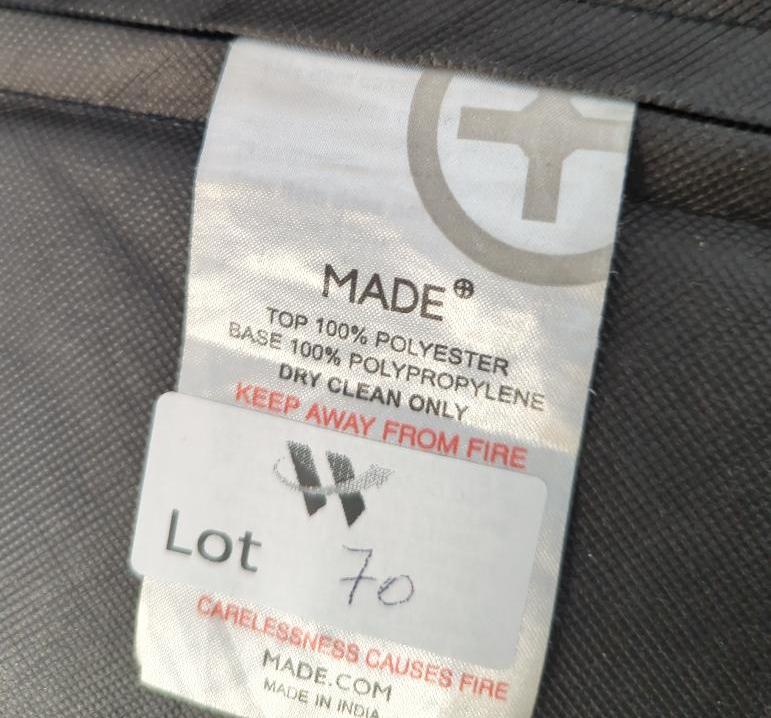 MADE
TOP 100% POLYESTER
BASE 100% POLYPROPYLENE
DRY CLEAN ONLY
KEEP AWAY FROM FIRE
W
Lot 70
CARELESSNESS CAUSES FIRE
MADE.COM
MADE IN INDIA